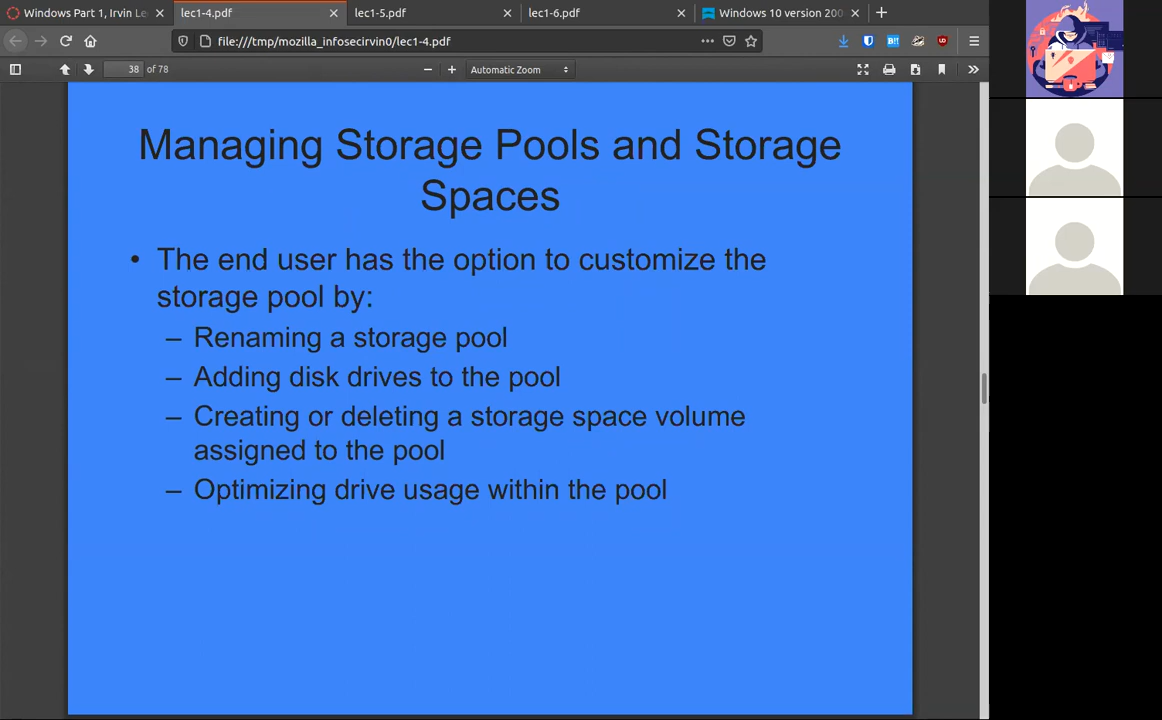 Windows Part 1, Irvin Le
lec1-4.pdf
lec1-5.pdf
lec1-6.pdf
Windows 10 version 200
file:///tmp/mozilla_infosecirvin0/lec1-4.pdf
38 of 78
Automatic Zoom
Managing Storage Pools and Storage
Spaces
• The end user has the option to customize the
storage pool by:
– Renaming a storage pool
– Adding disk drives to the pool
– Creating or deleting a storage space volume
assigned to the pool
– Optimizing drive usage within the pool